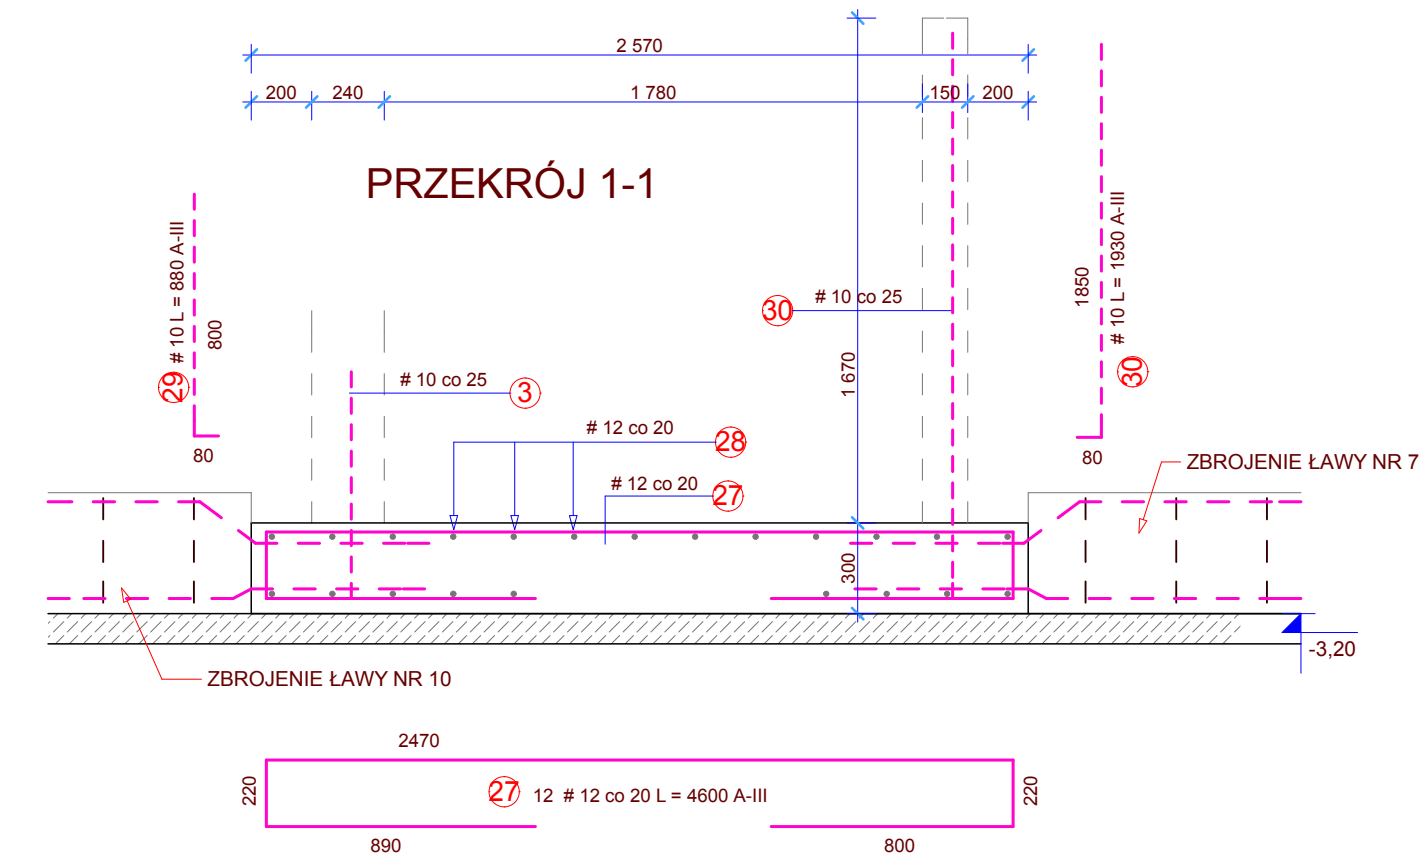 2 570
200
240
1 780
150
200
PRZEKRÓJ 1-1
29 # 10 L = 880 A-III
800
80
# 10 co 25
30
1 670
1850
# 10 L = 1930 A-III
30
80
# 10 co 25
3
# 12 co 20
28
# 12 co 20
27
ZBROJENIE ŁAWY NR 7
300
-3,20
ZBROJENIE ŁAWY NR 10
2470
220
27 12 # 12 co 20 L = 4600 A-III
220
890
800